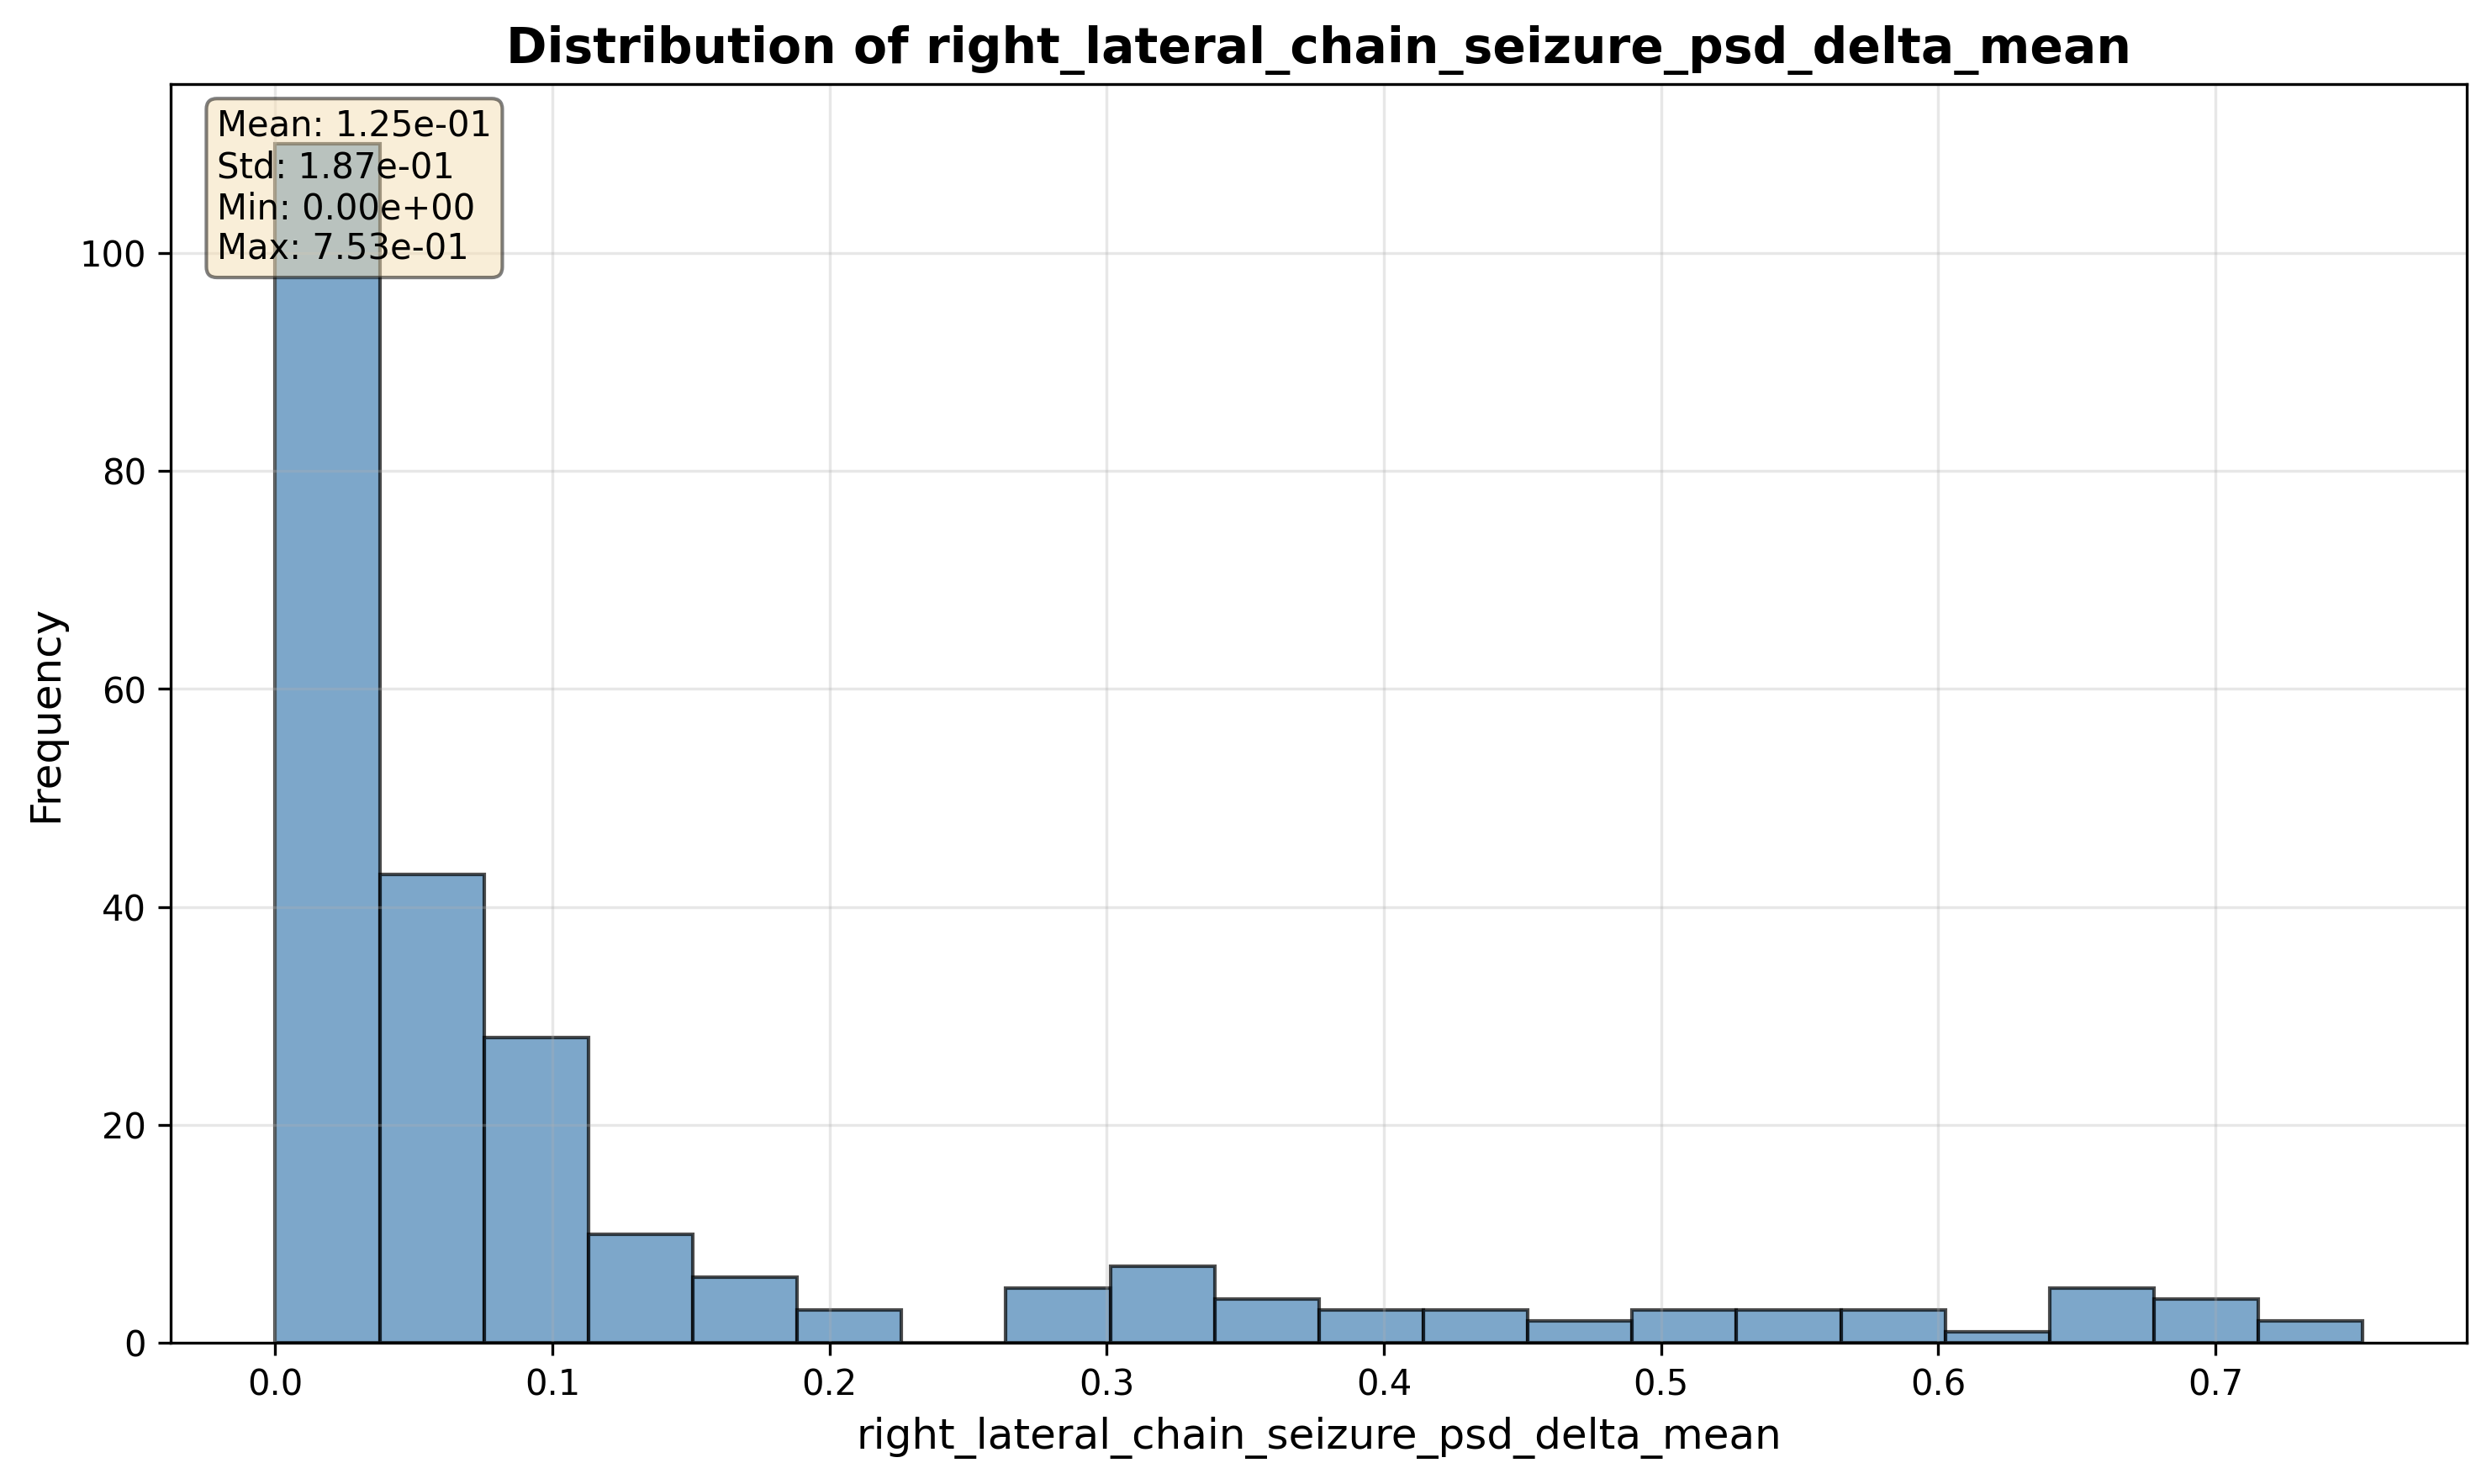 Distribution of right_lateral_chain_seizure_psd_delta_mean
Mean: 1.25e-01
Std: 1.87e-01
Min: 0.00e+00
Max: 7.53e-01
100
80
60
40
20
0
Frequency
0.0 0.1 0.2 0.3 0.4 0.5 0.6 0.7
right_lateral_chain_seizure_psd_delta_mean